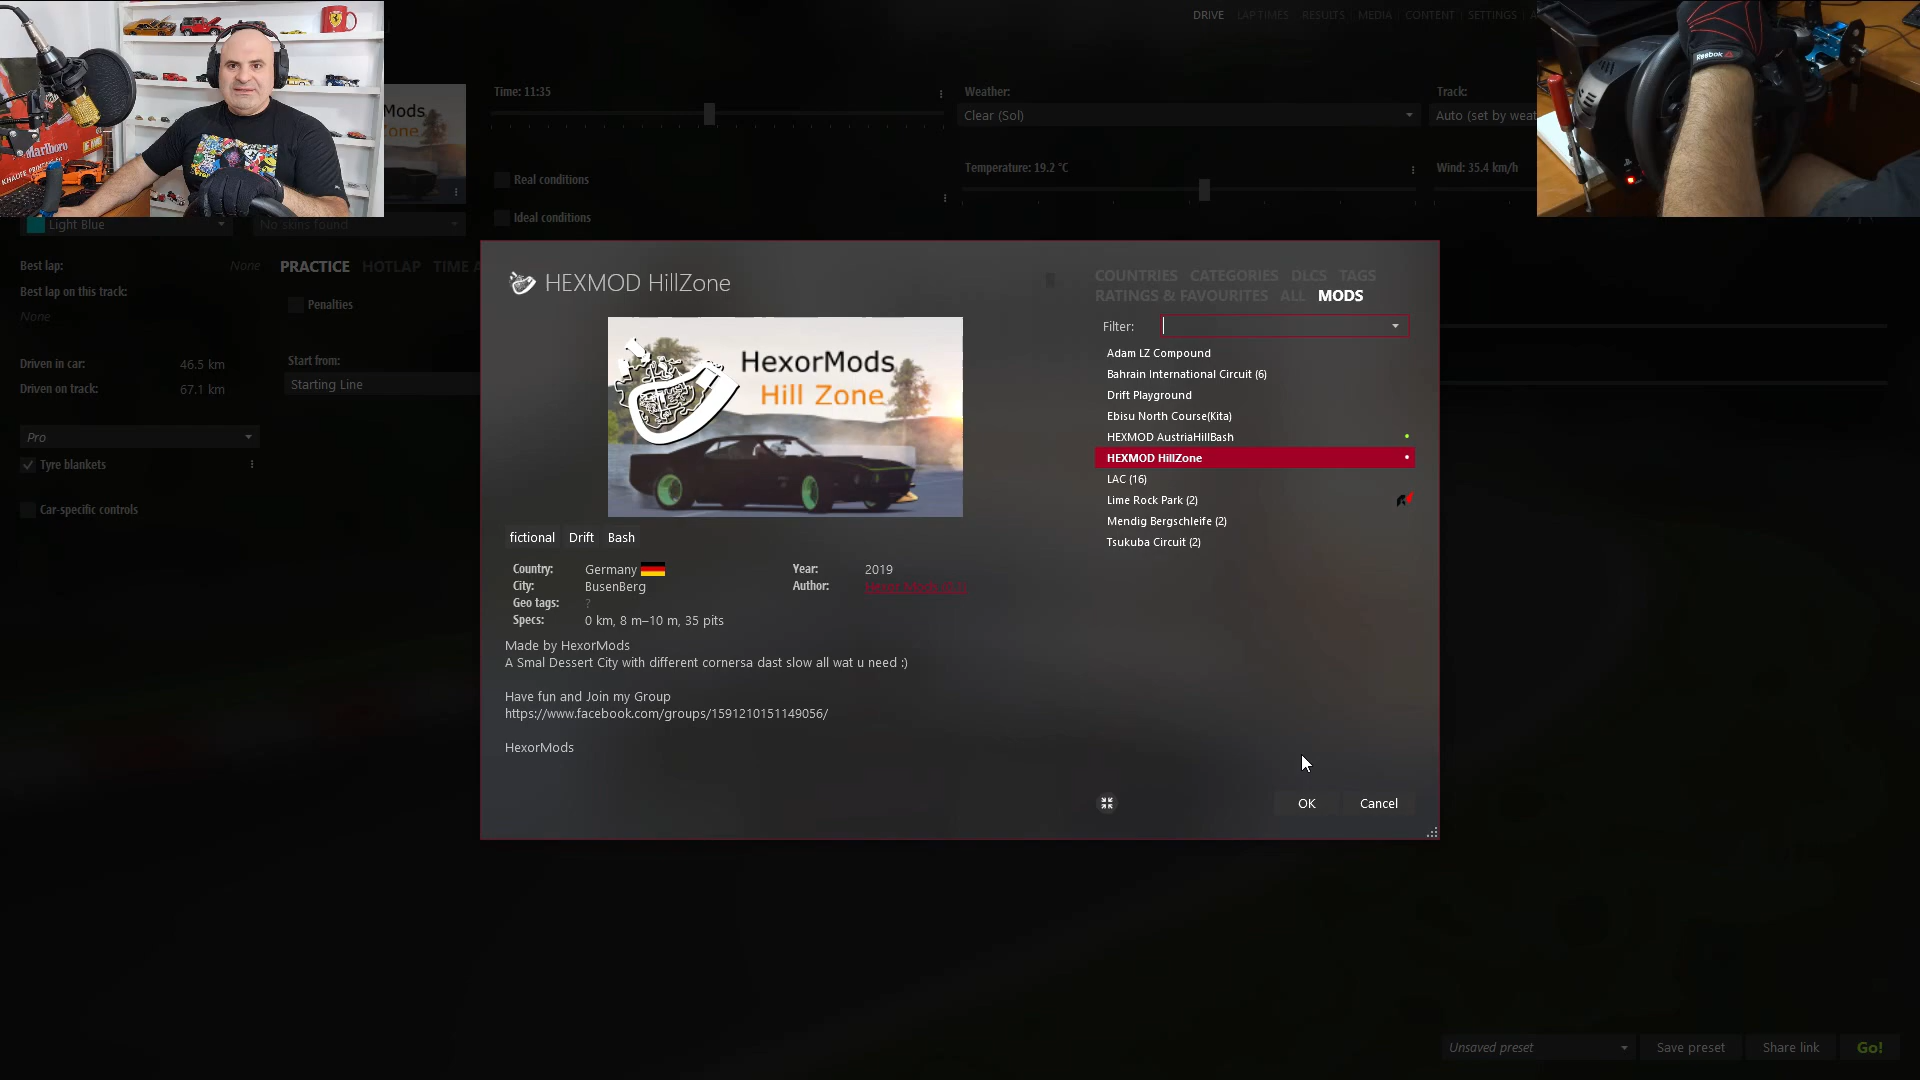 DRIVE LAPTIMES RESULTS MEDIA CONTENT SETTINGS
Marlboro
Reebok
Time: 11:35
Weather:
Track:
Clear (Sol)
Auto (set by weat
Temperature: 19.2 °C
Wind: 35.4 km/h
Real conditions
Ideal conditions
Mods
Zone
Light Blue
No skins found
Best lap: None
PRACTICE HOTLAP TIME A
Best lap on this track:
None
Penalties
Driven in car: 46.5 km
Driven on track: 67.1 km
Start from:
Starting Line
Pro
Tyre blankets
Car-specific controls
HEXMOD HillZone
HexorMods
Hill Zone
fictional Drift Bash
Country: Germany
City: BusenBerg
Geo tags: ?
Specs: 0 km, 8 m–10 m, 35 pits
Year: 2019
Author:
Made by HexorMods
A Smal Dessert City with different cornersa dast slow all wat u need :)
Have fun and Join my Group
https://www.facebook.com/groups/1591210151149056/
HexorMods
COUNTRIES CATEGORIES DLCS TAGS
RATINGS & FAVOURITES ALL MODS
Filter:
Adam LZ Compound
Bahrain International Circuit (6)
Drift Playground
Ebisu North Course(Kita)
HEXMOD AustriaHillBash
HEXMOD HillZone
LAC (16)
Lime Rock Park (2)
Mendig Bergschleife (2)
Tsukuba Circuit (2)
OK Cancel
Unsaved preset Save preset Share link Go!